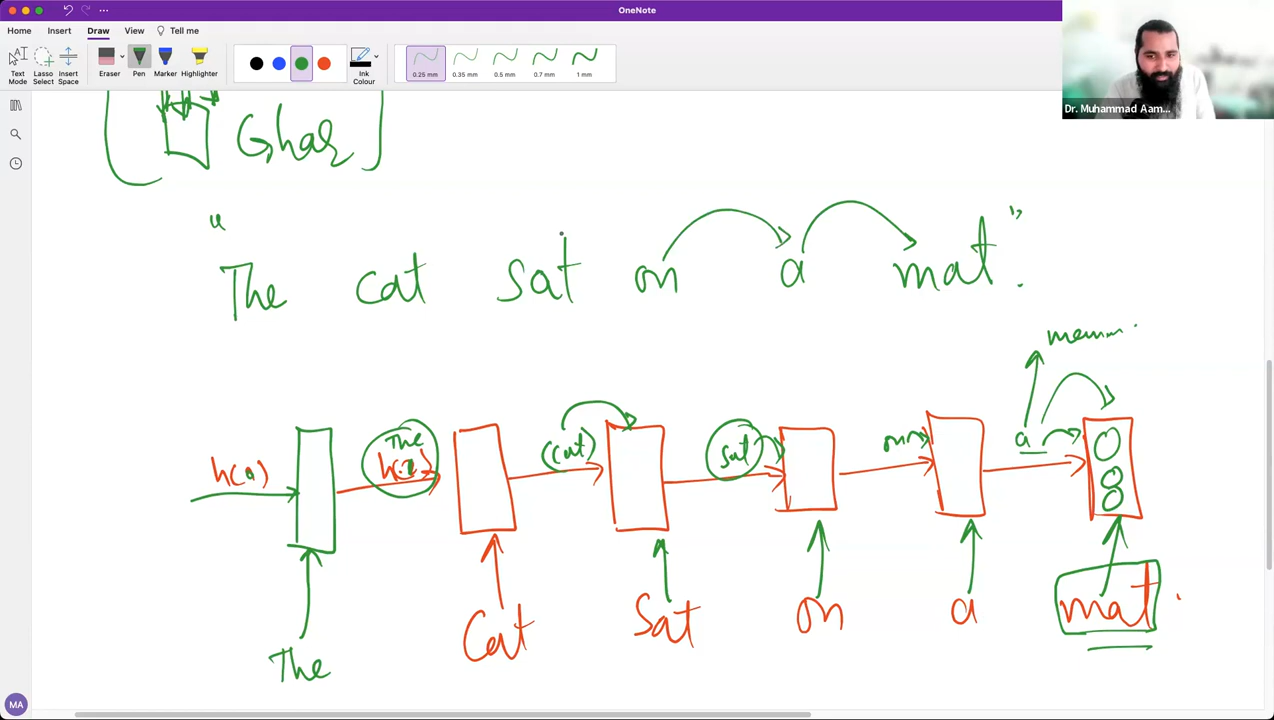 OneNote
Home Insert Draw View Tell me
Text Mode Lasso Select Insert Space Eraser Pen Marker Highlighter 0.25 mm 0.35 mm 0.5 mm 0.7 mm 1 mm Ink Colour
Dr. Muhammad Aam...
Ghar
"The cat sat on a mat."
h(0) The (cat) sat on a
The Cat Sat on a mat.
MA